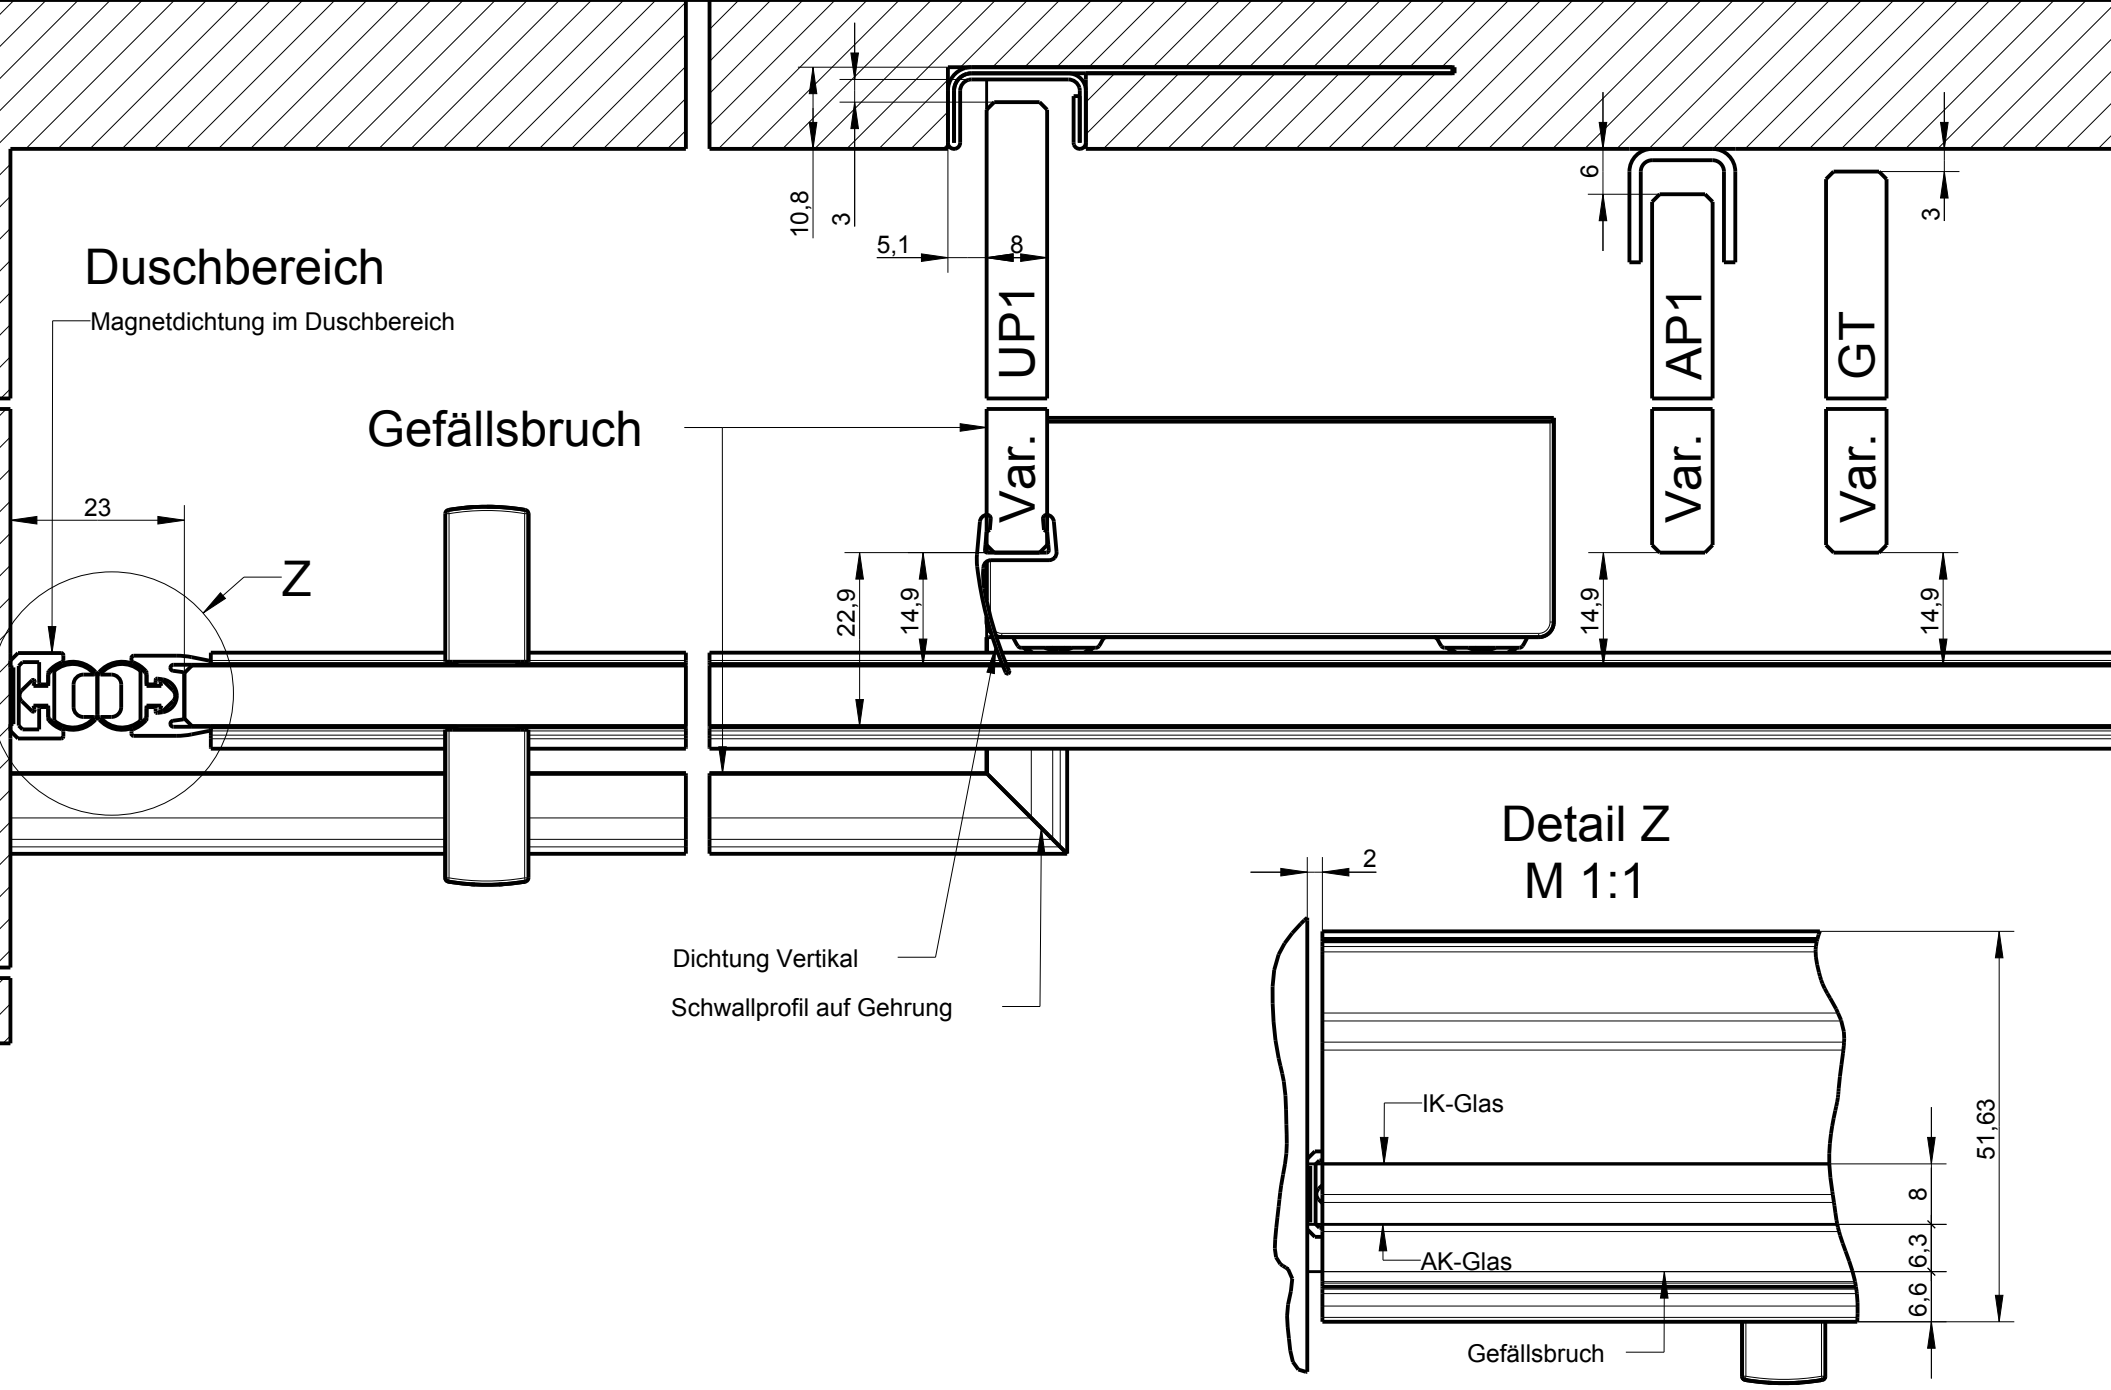 10,8
3
5,1
8
6
3
Duschbereich
Magnetdichtung im Duschbereich
UP1
AP1
GT
Gefällsbruch
Var.
Var.
Var.
23
Z
22,9
14,9
14,9
14,9
Detail Z
M 1:1
2
Dichtung Vertikal
Schwallprofil auf Gehrung
IK-Glas
51,63
8
AK-Glas
6,3
6,6
Gefällsbruch